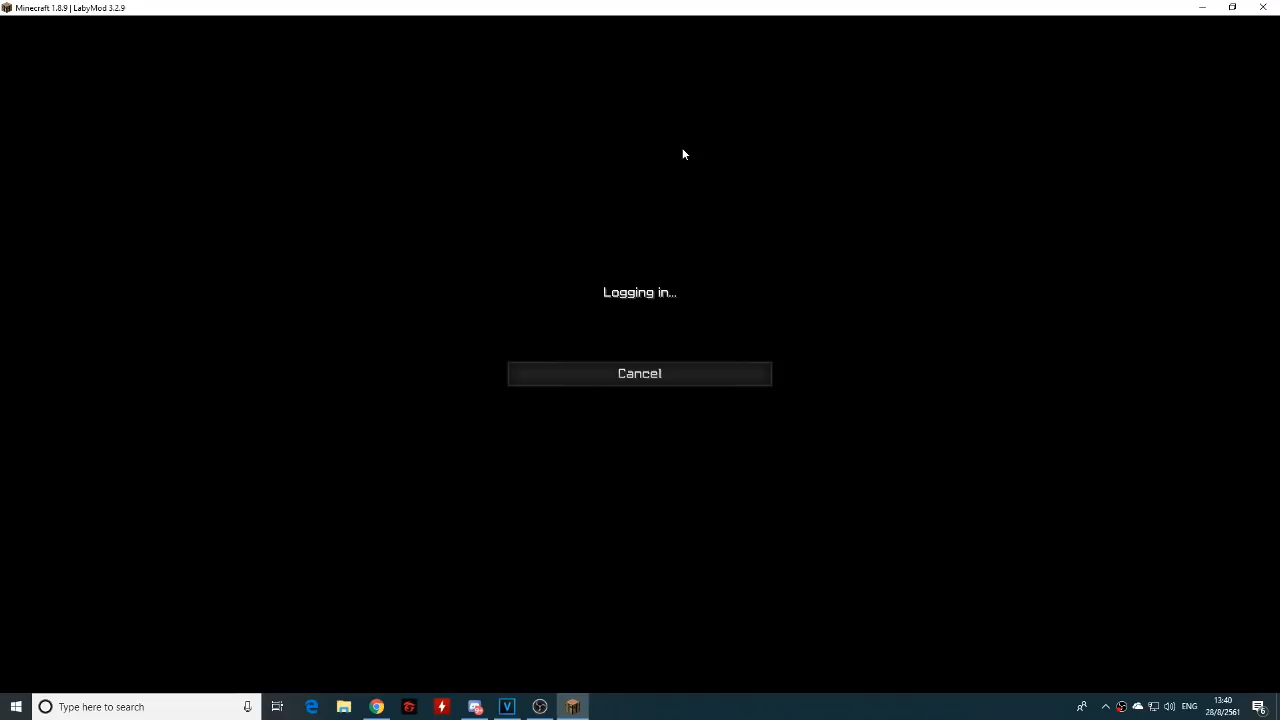 Minecraft 1.8.9 | LabyMod 3.2.9
Logging in...
Cancel
Type here to search
ENG
13:40
28/8/2561